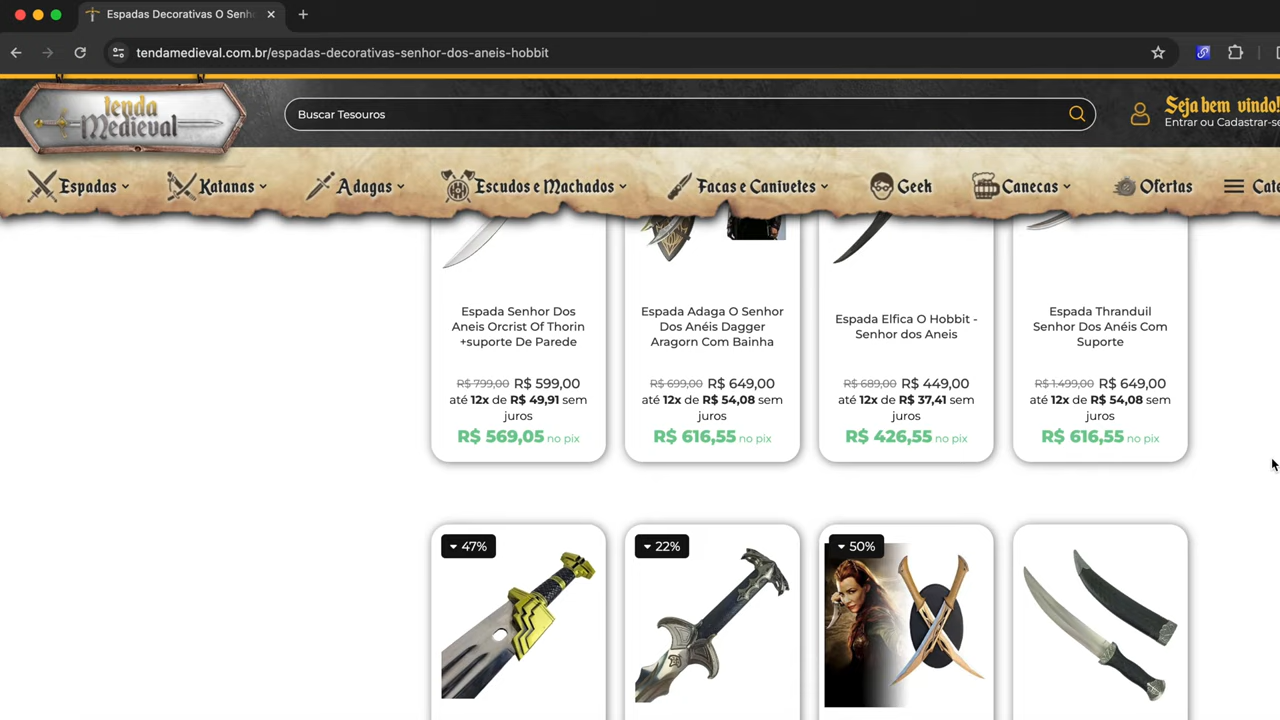 Espadas Decorativas O Senh
tendamedieval.com.br/espadas-decorativas-senhor-dos-aneis-hobbit
tenda
Medieval
Buscar Tesouros
Seja bem vindo!
Entrar ou Cadastrar-se
Espadas
Katanas
Adagas
Escudos e Machados
Facas e Canivetes
Geek
Canecas
Ofertas
Cate
Espada Senhor Dos
Aneis Orcrist Of Thorin
+suporte De Parede
R$ 799,00 R$ 599,00
até 12x de R$ 49,91 sem
juros
R$ 569,05 no pix
Espada Adaga O Senhor
Dos Anéis Dagger
Aragorn Com Bainha
R$ 699,00 R$ 649,00
até 12x de R$ 54,08 sem
juros
R$ 616,55 no pix
Espada Elfica O Hobbit -
Senhor dos Aneis
R$ 689,00 R$ 449,00
até 12x de R$ 37,41 sem
juros
R$ 426,55 no pix
Espada Thranduil
Senhor Dos Anéis Com
Suporte
R$ 1.499,00 R$ 649,00
até 12x de R$ 54,08 sem
juros
R$ 616,55 no pix
47%
22%
50%